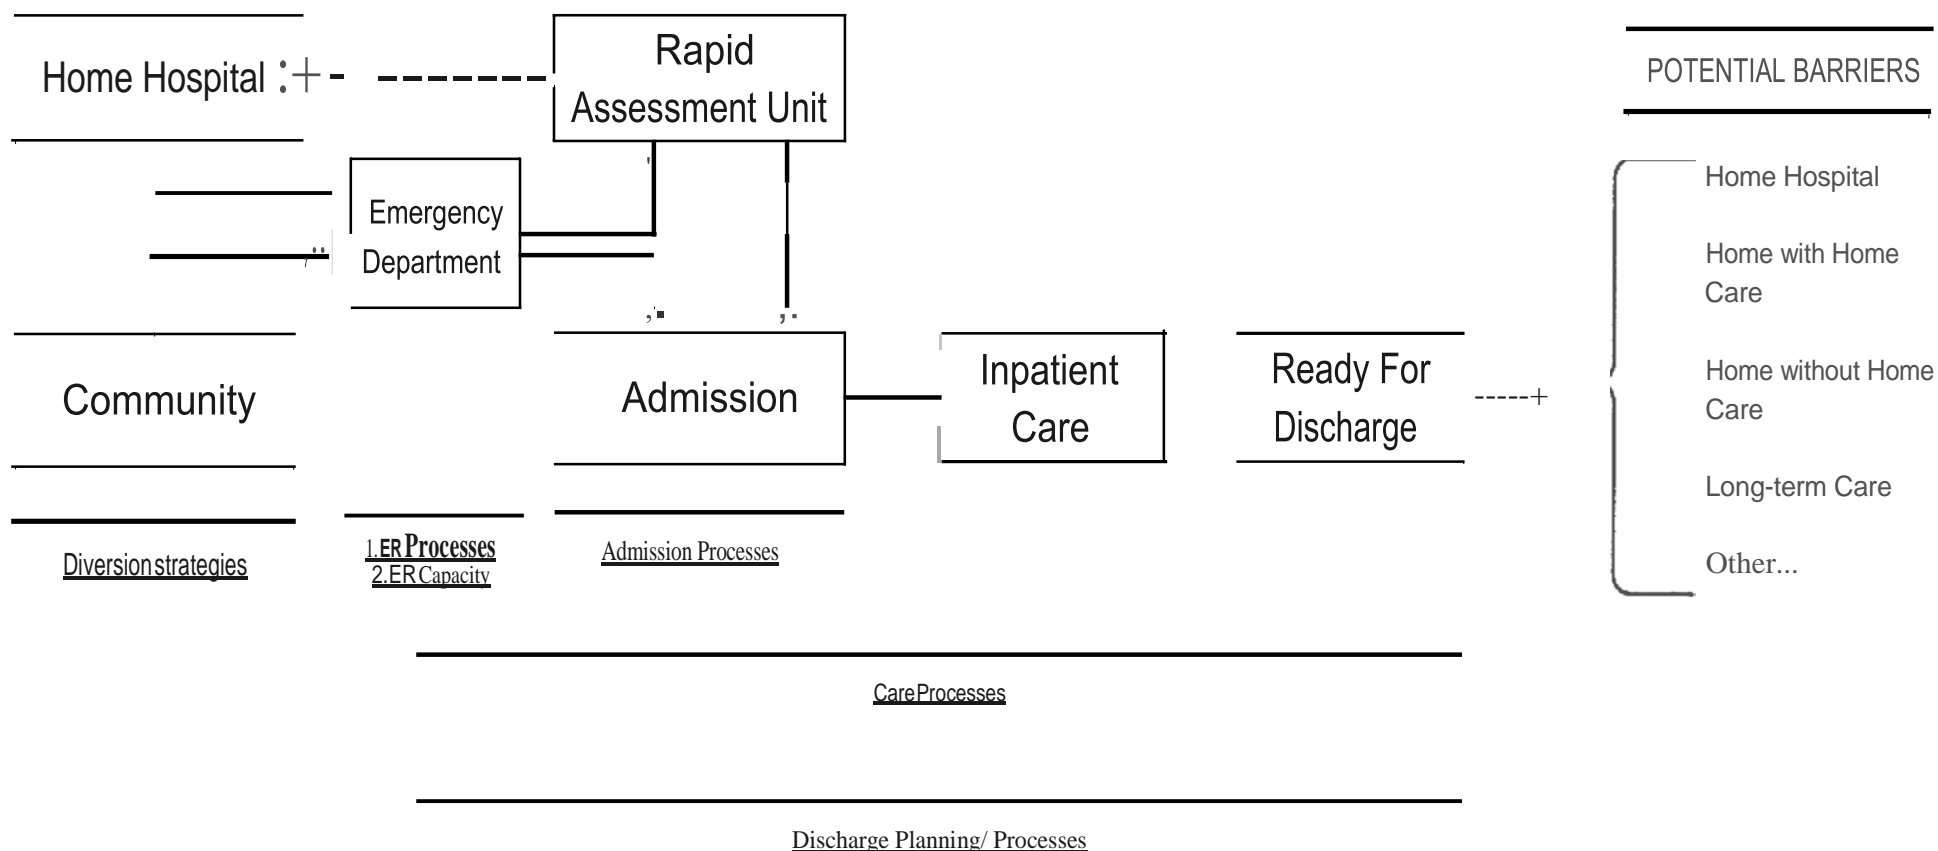 Home Hospital
Rapid
Assessment Unit
POTENTIAL BARRIERS
Emergency
Department
Home Hospital
Home with Home
Care
Community
Admission
Inpatient
Care
Ready For
Discharge
Home without Home
Care
Long-term Care
Other...
Diversion strategies
1. ER Processes
2. ER Capacity
Admission Processes
Care Processes
Discharge Planning/ Processes